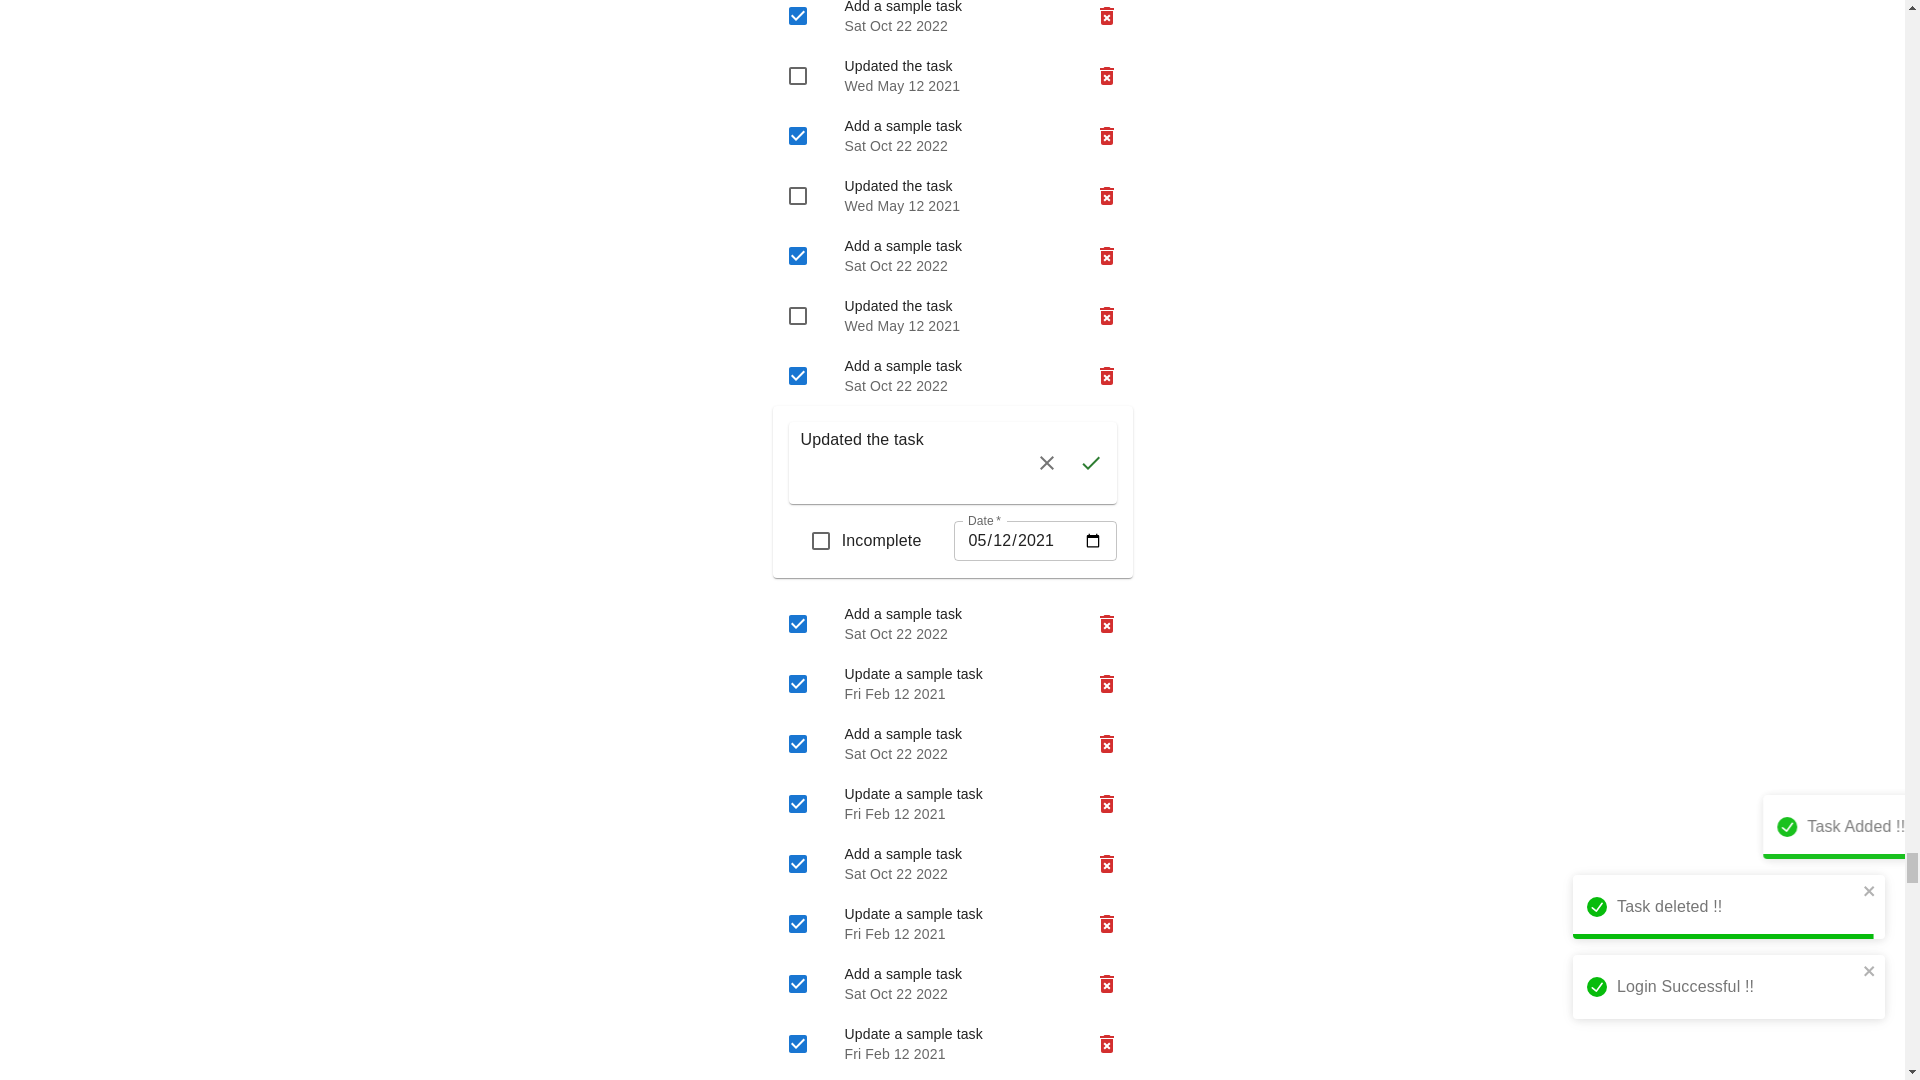 Add a sample task
Sat Oct 22 2022
Updated the task
Wed May 12 2021
Add a sample task
Sat Oct 22 2022
Updated the task
Wed May 12 2021
Add a sample task
Sat Oct 22 2022
Updated the task
Wed May 12 2021
Add a sample task
Sat Oct 22 2022
Updated the task
Incomplete
Date *
05/12/2021
Add a sample task
Sat Oct 22 2022
Update a sample task
Fri Feb 12 2021
Add a sample task
Sat Oct 22 2022
Update a sample task
Fri Feb 12 2021
Add a sample task
Sat Oct 22 2022
Update a sample task
Fri Feb 12 2021
Add a sample task
Sat Oct 22 2022
Update a sample task
Fri Feb 12 2021
Task Added !!
Task deleted !!
Login Successful !!